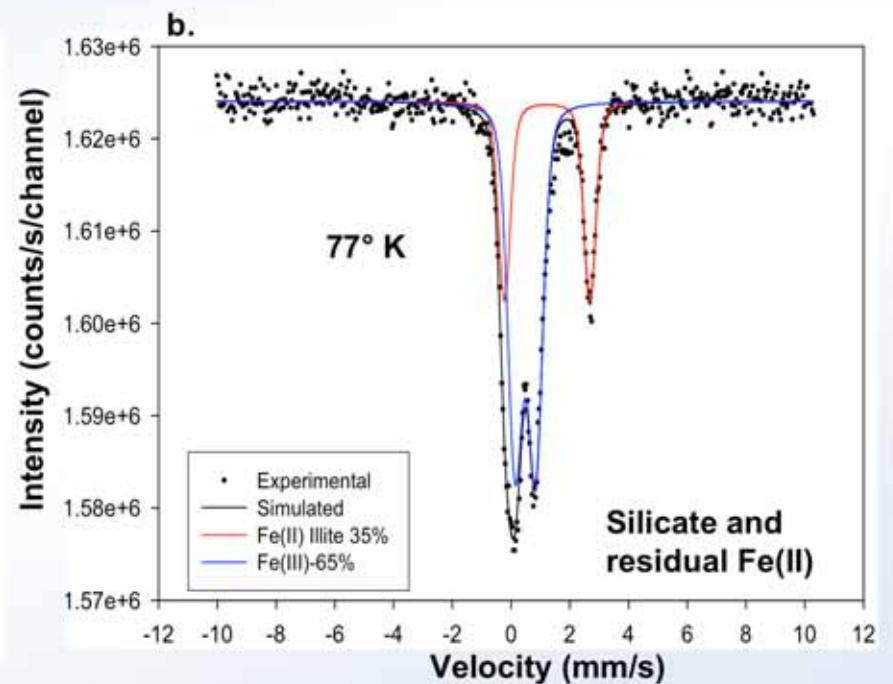 b.
Intensity (counts/s/channel)
1.63e+6
1.62e+6
1.61e+6
1.60e+6
1.59e+6
1.58e+6
1.57e+6
77° K
Experimental
Simulated
Fe(II) Illite 35%
Fe(III)-65%
Silicate and
residual Fe(II)
-12 -10 -8 -6 -4 -2 0 2 4 6 8 10 12
Velocity (mm/s)